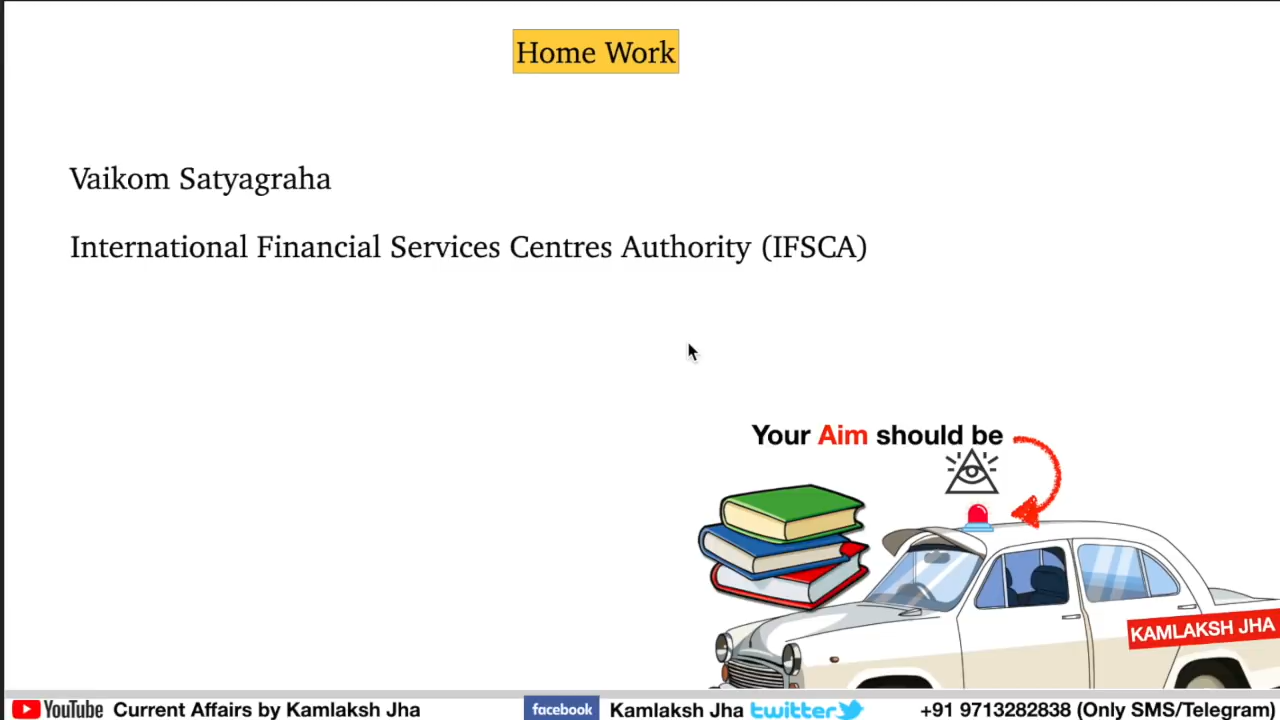 Home Work
Vaikom Satyagraha
International Financial Services Centres Authority (IFSCA)
Your Aim should be
KAMLAKSH JHA
YouTube Current Affairs by Kamlaksh Jha facebook Kamlaksh Jha twitter +91 9713282838 (Only SMS/Telegram)